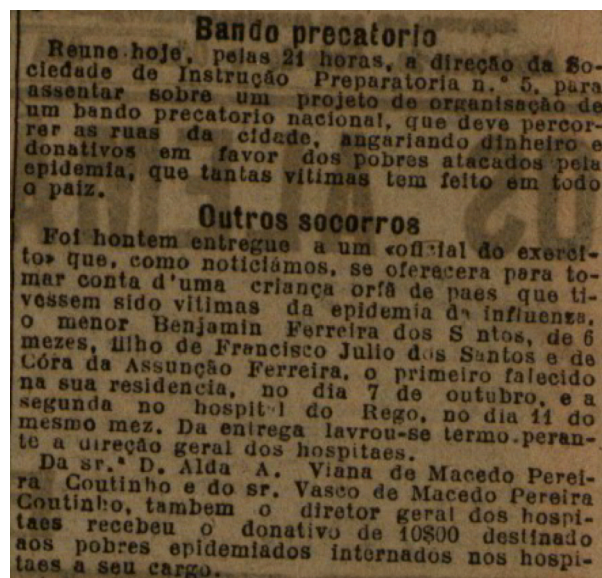 Bando precatorio
Reune hoje, pelas 21 horas, a direção da So-
ciedade de Instrução Preparatoria n.º 5, para
assentar sobre um projeto de organisação de
um bando precatorio nacional, que deve percor-
rer as ruas da cidade, angariando dinheiro e
donativos em favor dos pobres atacados pela
epidemia, que tantas vitimas tem feito em todo
o paiz.
Outros socorros
Foi hontem entregue a um «oficial do exerci-
to» que, como noticiámos, se oferecera para to-
mar conta d'uma criança orfã de paes que ti-
vessem sido vitimas da epidemia da influenza,
o menor Benjamin Ferreira dos S ntos, de 6
mezes, filho de Francisco Julio dos Santos e de
Córa da Assunção Ferreira, o primeiro falecido
na sua residencia, no dia 7 de outubro, e a
segunda no hospital do Rego, no dia 11 do
mesmo mez. Da entrega lavrou-se termo peran-
te a direção geral dos hospitaes.
Da sr.ª D. Alda A. Viana de Macedo Perei-
ra Coutinho e do sr. Vasco de Macedo Pereira
Coutinho, tambem o diretor geral dos hospi-
taes recebeu o donativo de 10$00 destinado
aos pobres epidemiados internados nos hospi-
taes a seu cargo.